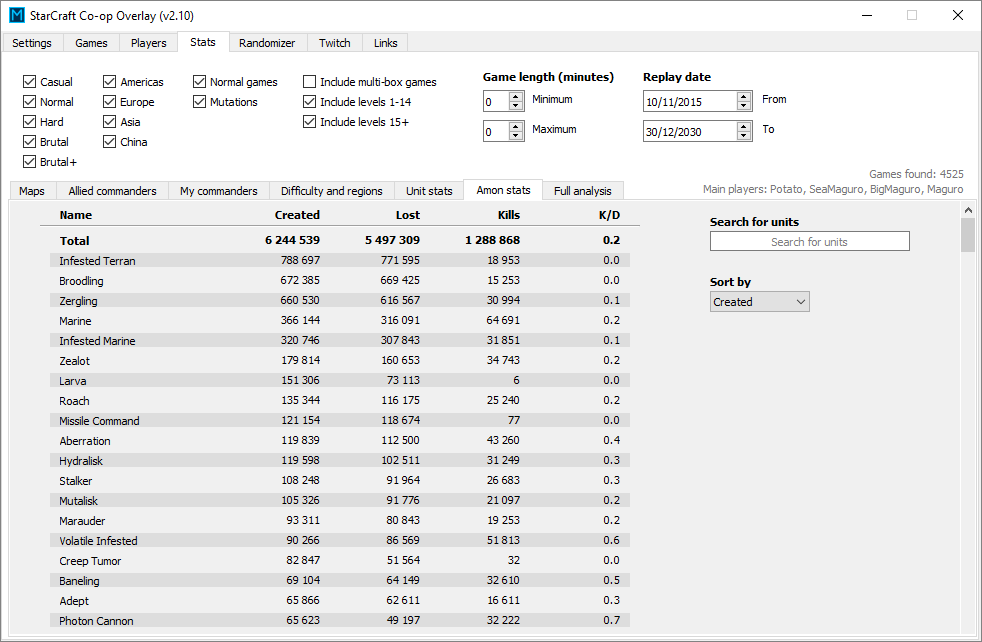 StarCraft Co-op Overlay (v2.10)
Settings Games Players Stats Randomizer Twitch Links
Casual Americas Normal games Include multi-box games
Normal Europe Mutations Include levels 1-14
Hard Asia Include levels 15+
Brutal China
Brutal+
Game length (minutes)
0 Minimum
0 Maximum
Replay date
10/11/2015 From
30/12/2030 To
Games found: 4525
Main players: Potato, SeaMaguro, BigMaguro, Maguro
Maps Allied commanders My commanders Difficulty and regions Unit stats Amon stats Full analysis
Name Created Lost Kills K/D
Total 6 244 539 5 497 309 1 288 868 0.2
Infested Terran 788 697 771 595 18 953 0.0
Broodling 672 385 669 425 15 253 0.0
Zergling 660 530 616 567 30 994 0.1
Marine 366 144 316 091 64 691 0.2
Infested Marine 320 746 307 843 31 851 0.1
Zealot 179 814 160 653 34 743 0.2
Larva 151 306 73 113 6 0.0
Roach 135 344 116 175 25 240 0.2
Missile Command 121 154 118 674 77 0.0
Aberration 119 839 112 500 43 260 0.4
Hydralisk 119 598 102 511 31 249 0.3
Stalker 108 248 91 964 26 683 0.3
Mutalisk 105 326 91 776 21 097 0.2
Marauder 93 311 80 843 19 253 0.2
Volatile Infested 90 266 86 569 51 813 0.6
Creep Tumor 82 847 51 564 32 0.0
Baneling 69 104 64 149 32 610 0.5
Adept 65 866 62 611 16 611 0.3
Photon Cannon 65 623 49 197 32 222 0.7
Search for units
Search for units
Sort by
Created